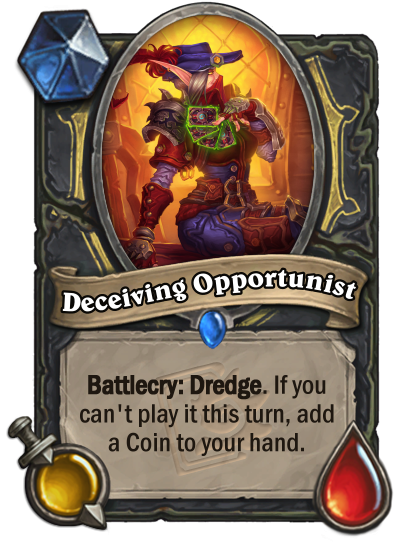 Deceiving Opportunist
Battlecry: Dredge. If you
can't play it this turn, add
a Coin to your hand.